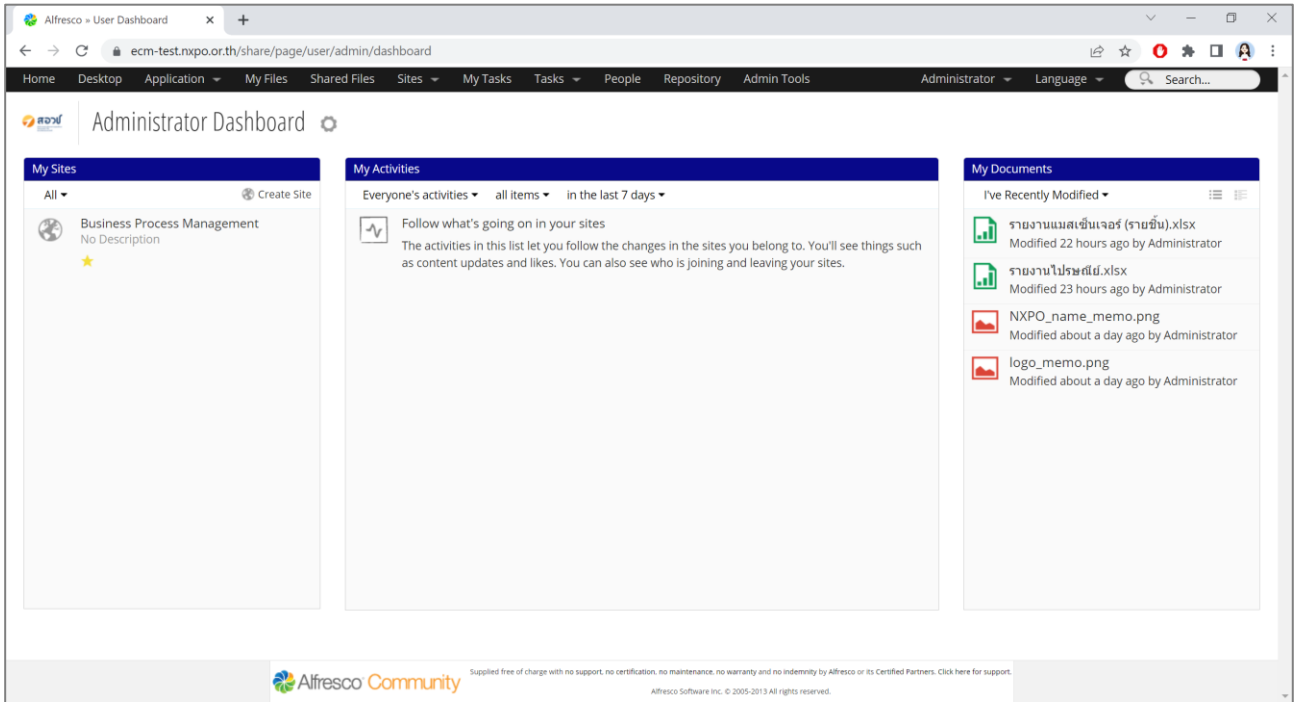 Alfresco » User Dashboard
ecm-test.nxpo.or.th/share/page/user/admin/dashboard
Home Desktop Application My Files Shared Files Sites My Tasks Tasks People Repository Admin Tools Administrator Language Search...
สอวช
Administrator Dashboard
My Sites
All Create Site
Business Process Management
No Description
My Activities
Everyone's activities all items in the last 7 days
Follow what's going on in your sites
The activities in this list let you follow the changes in the sites you belong to. You'll see things such
as content updates and likes. You can also see who is joining and leaving your sites.
My Documents
I've Recently Modified
รายงานแมสเซ็นเจอร์ (รายชิ้น).xlsx
Modified 22 hours ago by Administrator
รายงานไปรษณีย์.xlsx
Modified 23 hours ago by Administrator
NXPO_name_memo.png
Modified about a day ago by Administrator
logo_memo.png
Modified about a day ago by Administrator
Alfresco Community
Supplied free of charge with no support, no certification, no maintenance, no warranty and no indemnity by Alfresco or its Certified Partners. Click here for support.
Alfresco Software Inc. © 2005-2013 All rights reserved.